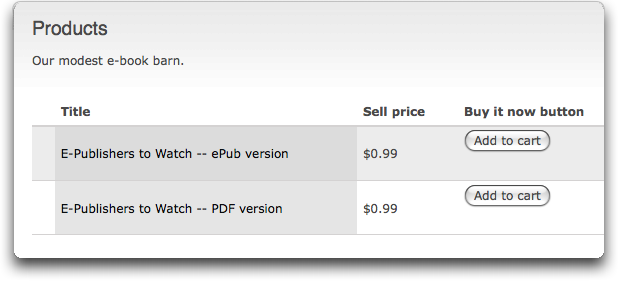 Products
Our modest e-book barn.
Title Sell price Buy it now button
E-Publishers to Watch -- ePub version $0.99 Add to cart
E-Publishers to Watch -- PDF version $0.99 Add to cart